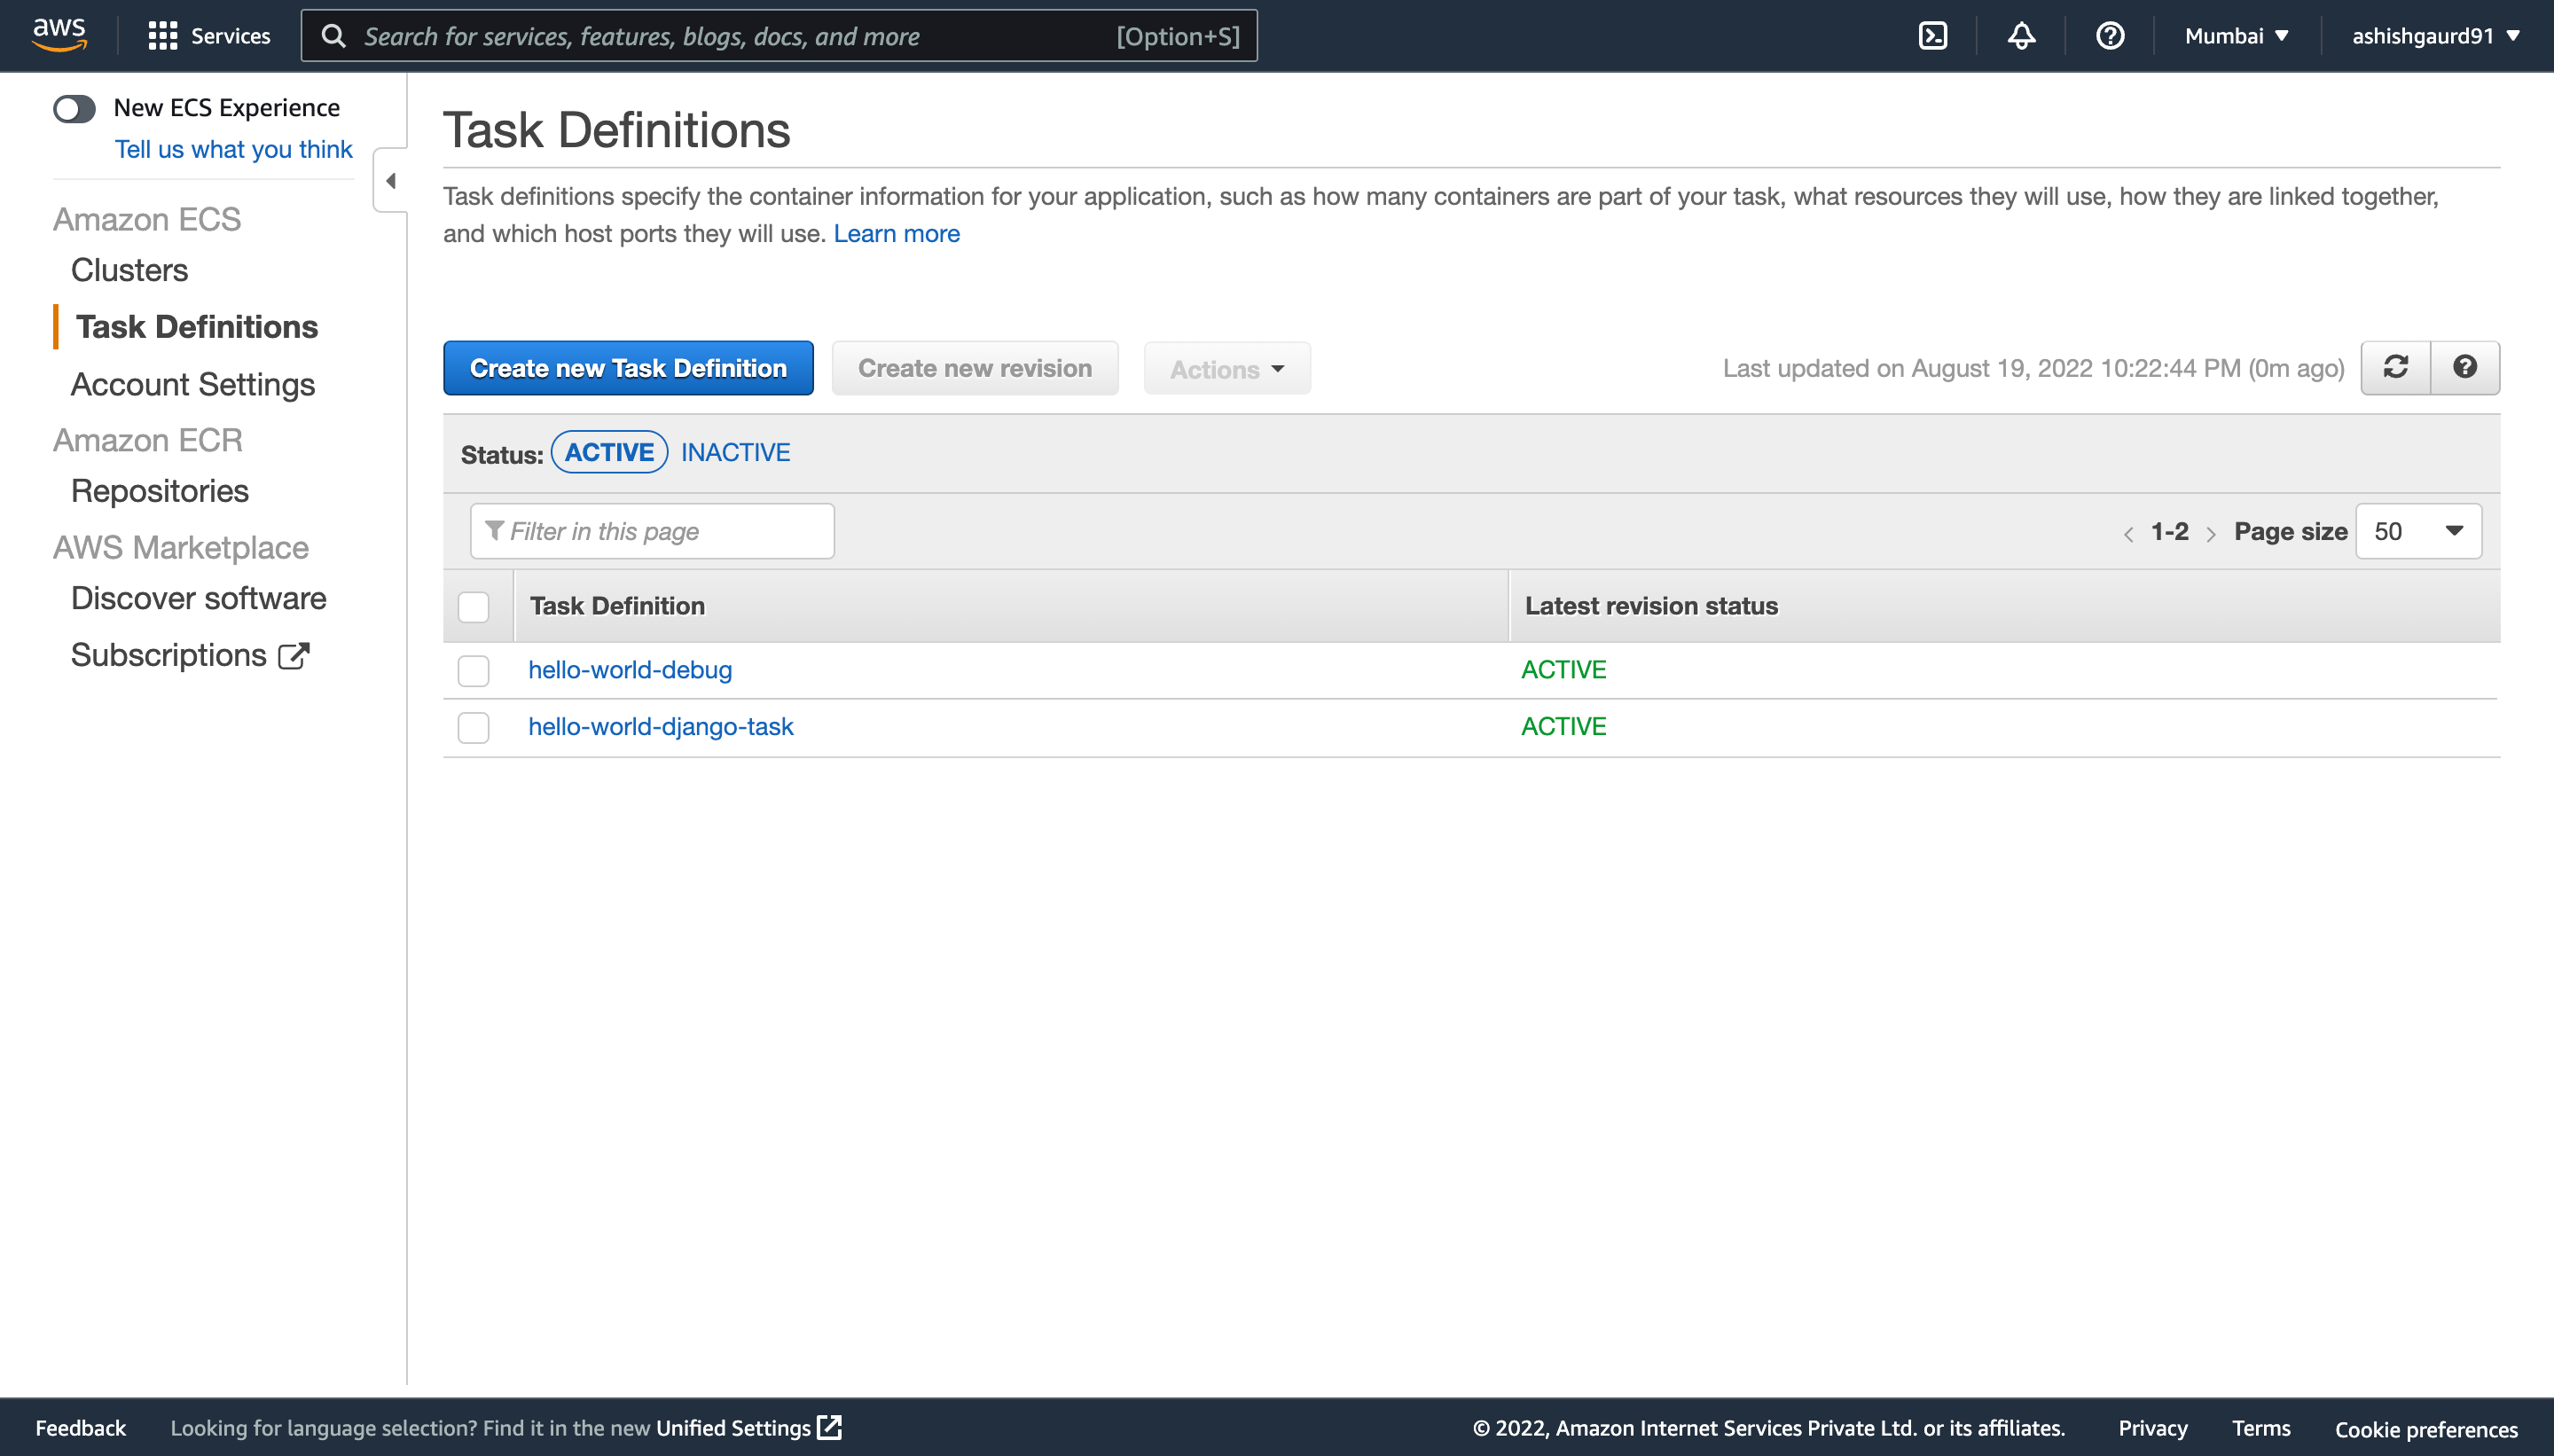 aws Services Search for services, features, blogs, docs, and more [Option+S] Mumbai ashishgaurd91
New ECS Experience
Tell us what you think
Amazon ECS
Clusters
Task Definitions
Account Settings
Amazon ECR
Repositories
AWS Marketplace
Discover software
Subscriptions
Task Definitions
Task definitions specify the container information for your application, such as how many containers are part of your task, what resources they will use, how they are linked together,
and which host ports they will use. Learn more
Create new Task Definition Create new revision Actions Last updated on August 19, 2022 10:22:44 PM (0m ago)
Status: ACTIVE INACTIVE
Filter in this page < 1-2 > Page size 50
Task Definition Latest revision status
hello-world-debug ACTIVE
hello-world-django-task ACTIVE
Feedback Looking for language selection? Find it in the new Unified Settings © 2022, Amazon Internet Services Private Ltd. or its affiliates. Privacy Terms Cookie preferences